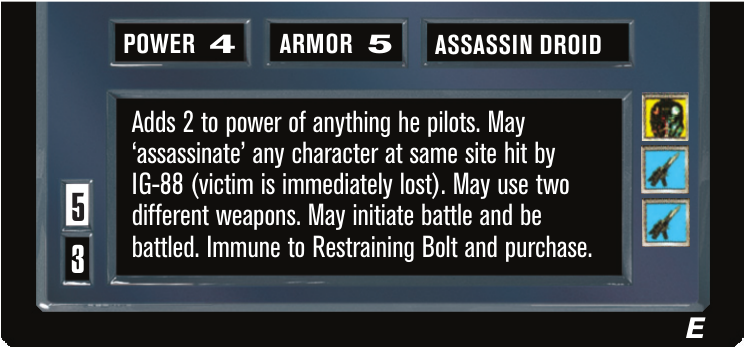 POWER 4 ARMOR 5 ASSASSIN DROID
Adds 2 to power of anything he pilots. May
‘assassinate’ any character at same site hit by
IG-88 (victim is immediately lost). May use two
different weapons. May initiate battle and be
battled. Immune to Restraining Bolt and purchase.
5
3
E